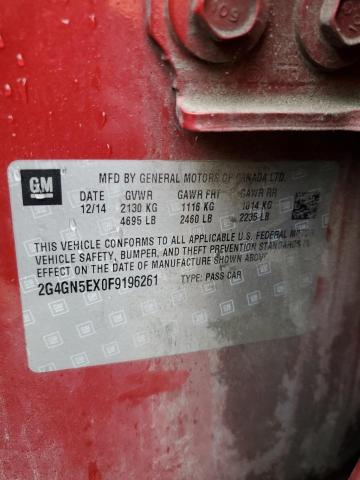 GM
MFD BY GENERAL MOTORS OF CANADA LTD.
DATE GVWR GAWR FRT GAWR RR
12/14 2130 KG 1116 KG 1014 KG
4695 LB 2460 LB 2235 LB
THIS VEHICLE CONFORMS TO ALL APPLICABLE U.S. FEDERAL MOTOR
VEHICLE SAFETY, BUMPER, AND THEFT PREVENTION STANDARDS IN
EFFECT ON THE DATE OF MANUFACTURE SHOWN ABOVE.
2G4GN5EX0F9196261 TYPE: PASS CAR